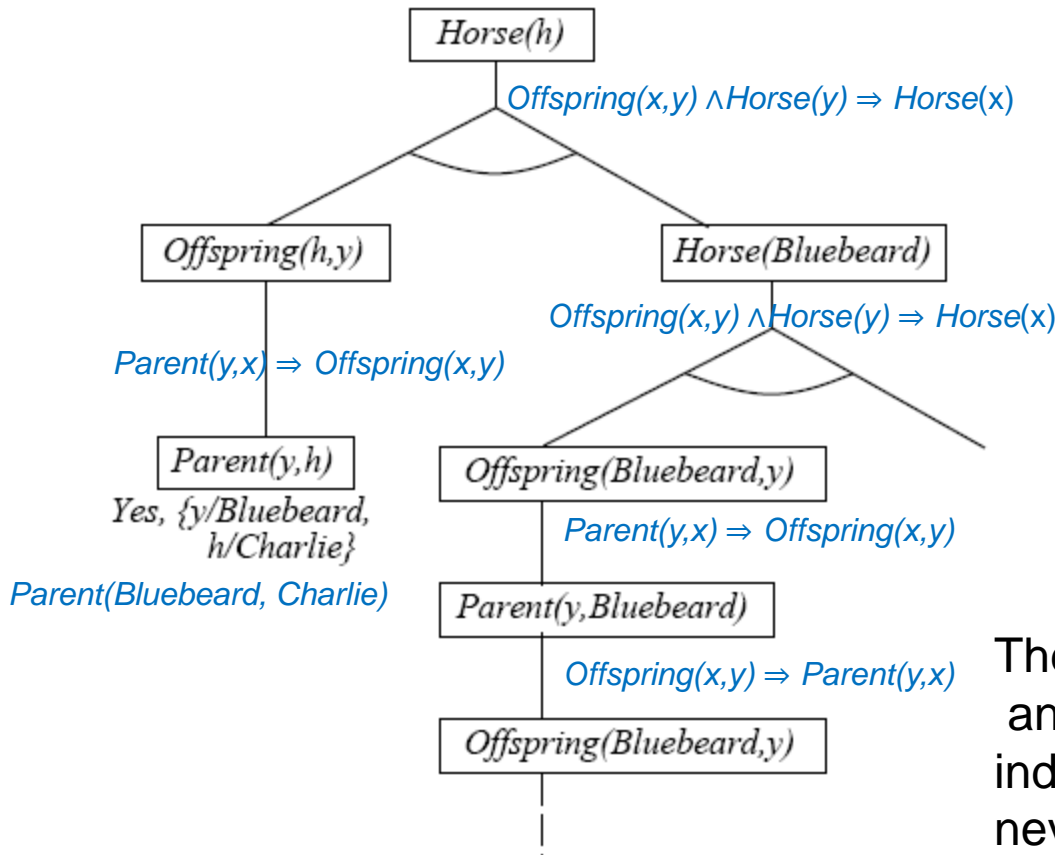 Horse(h)
Offspring(x,y) ∧Horse(y) ⇒ Horse(x)
Offspring(h,y)
Horse(Bluebeard)
Offspring(x,y) ∧Horse(y) ⇒ Horse(x)
Parent(y,x) ⇒ Offspring(x,y)
Parent(y,h)
Yes, {y/Bluebeard,
h/Charlie}
Parent(Bluebeard, Charlie)
Offspring(Bluebeard,y)
Parent(y,x) ⇒ Offspring(x,y)
Parent(y,Bluebeard)
Offspring(x,y) ⇒ Parent(y,x)
Offspring(Bluebeard,y)